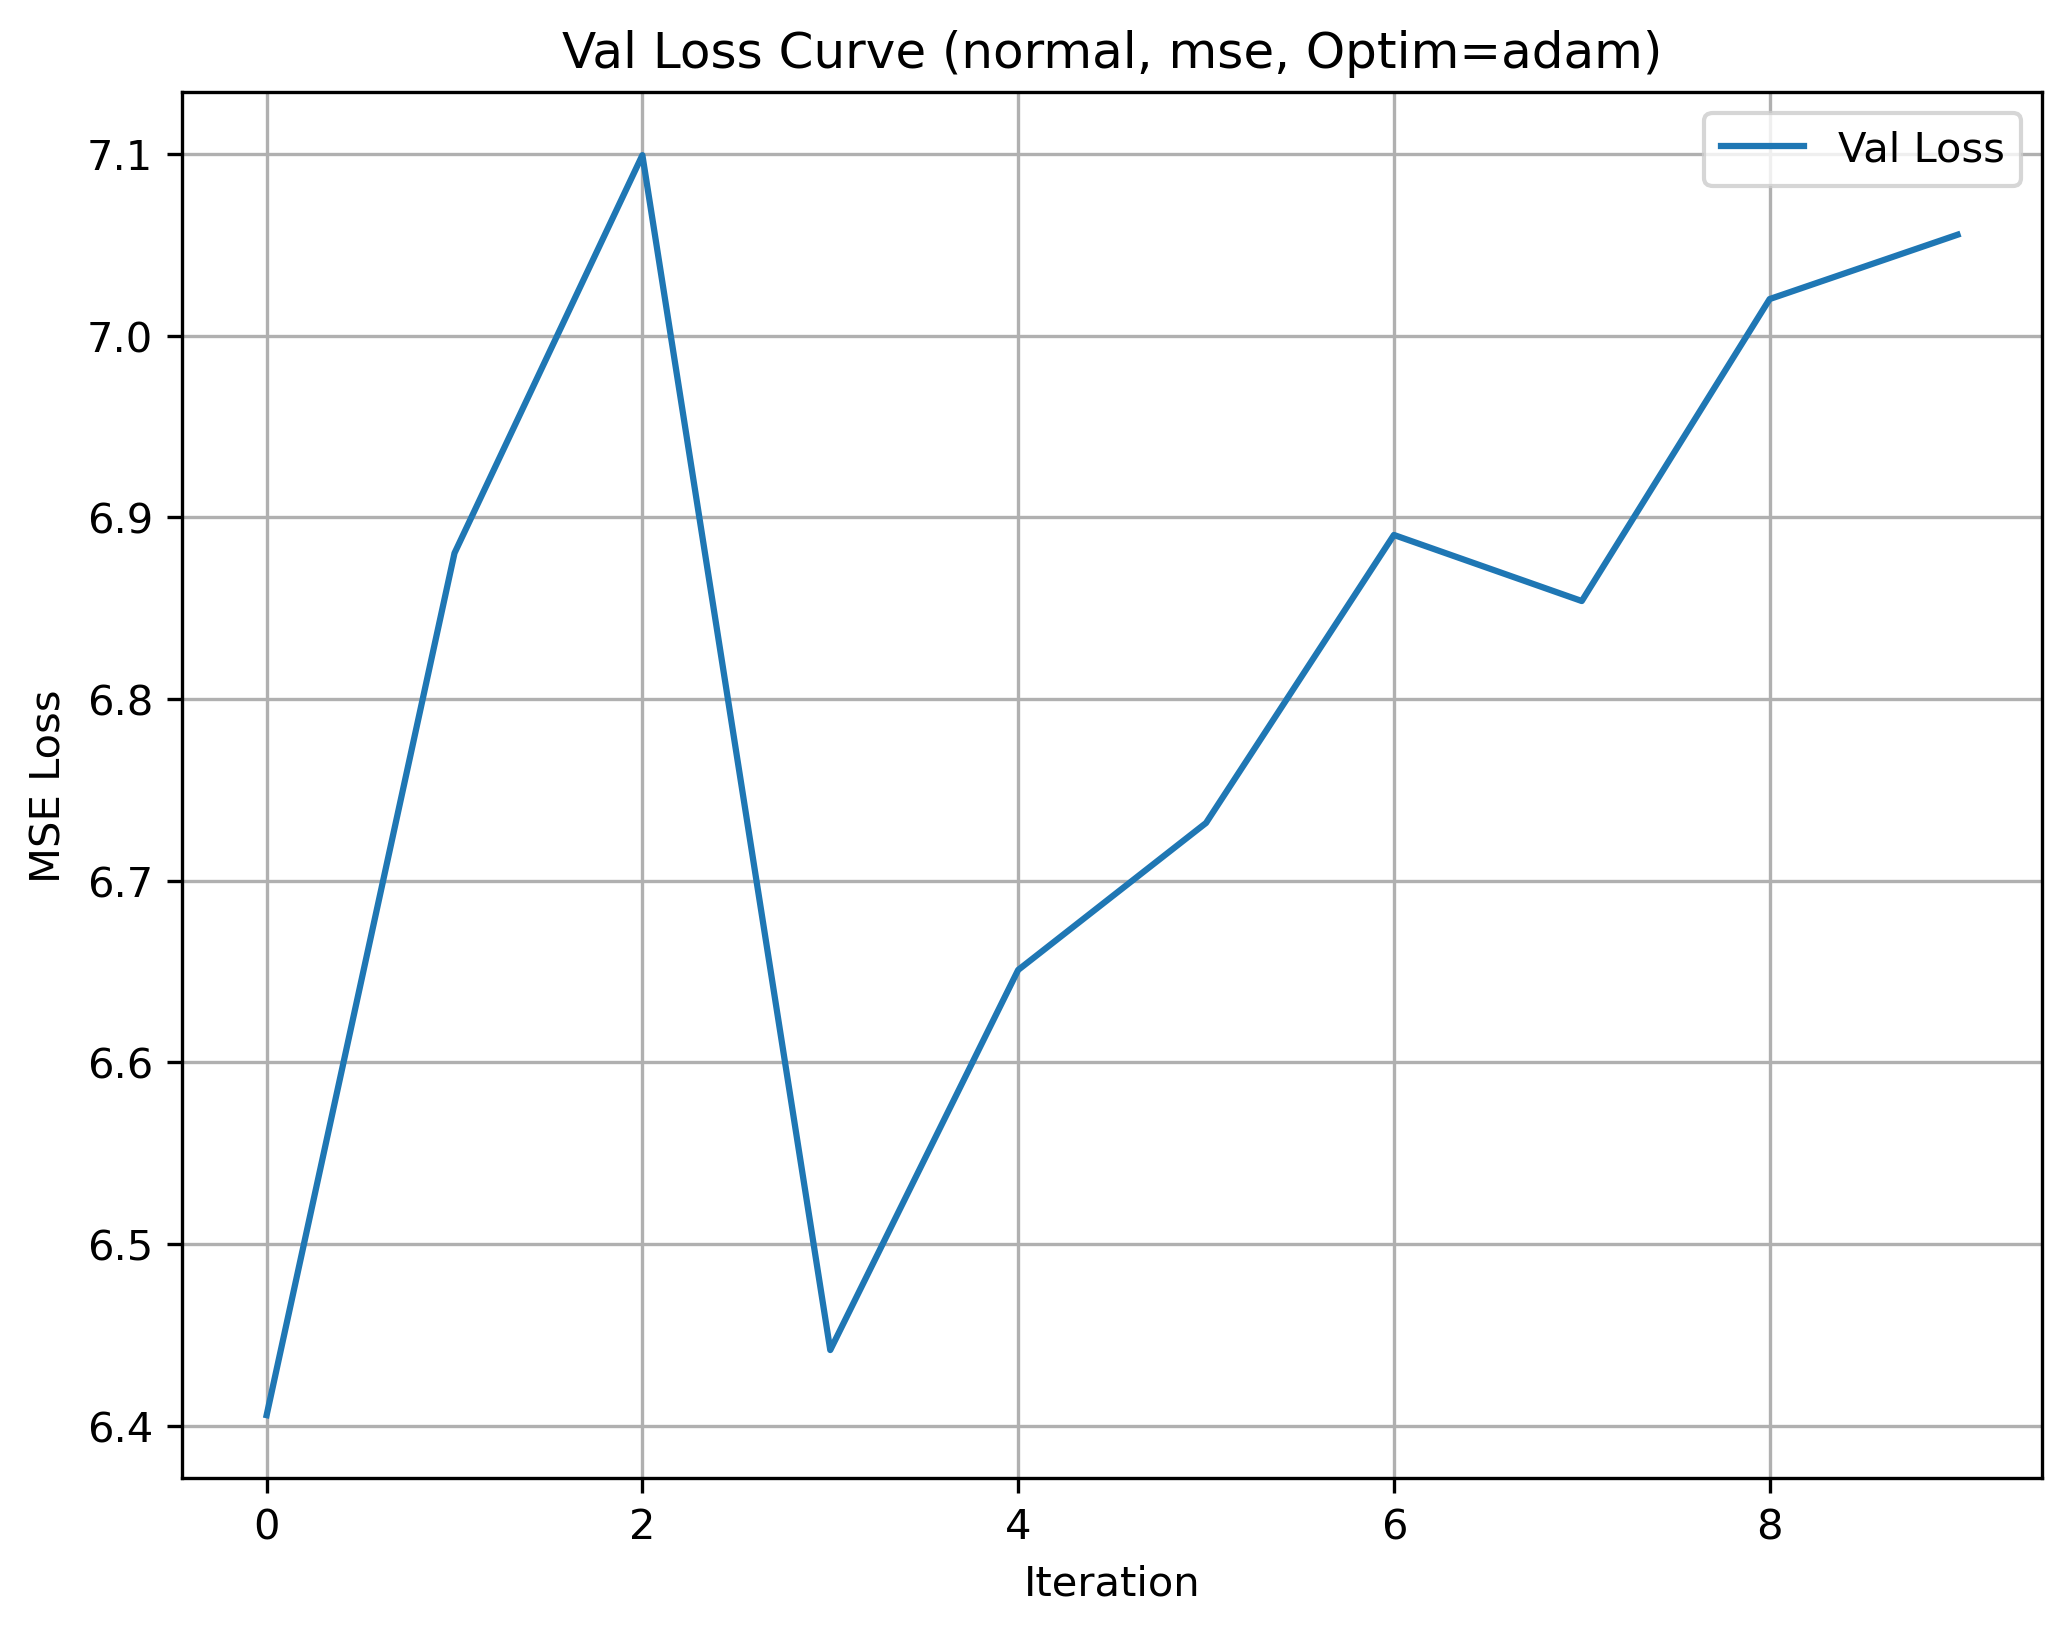 Val Loss Curve (normal, mse, Optim=adam)
Val Loss
7.1
7.0
6.9
6.8
6.7
6.6
6.5
6.4
MSE Loss
0 2 4 6 8
Iteration